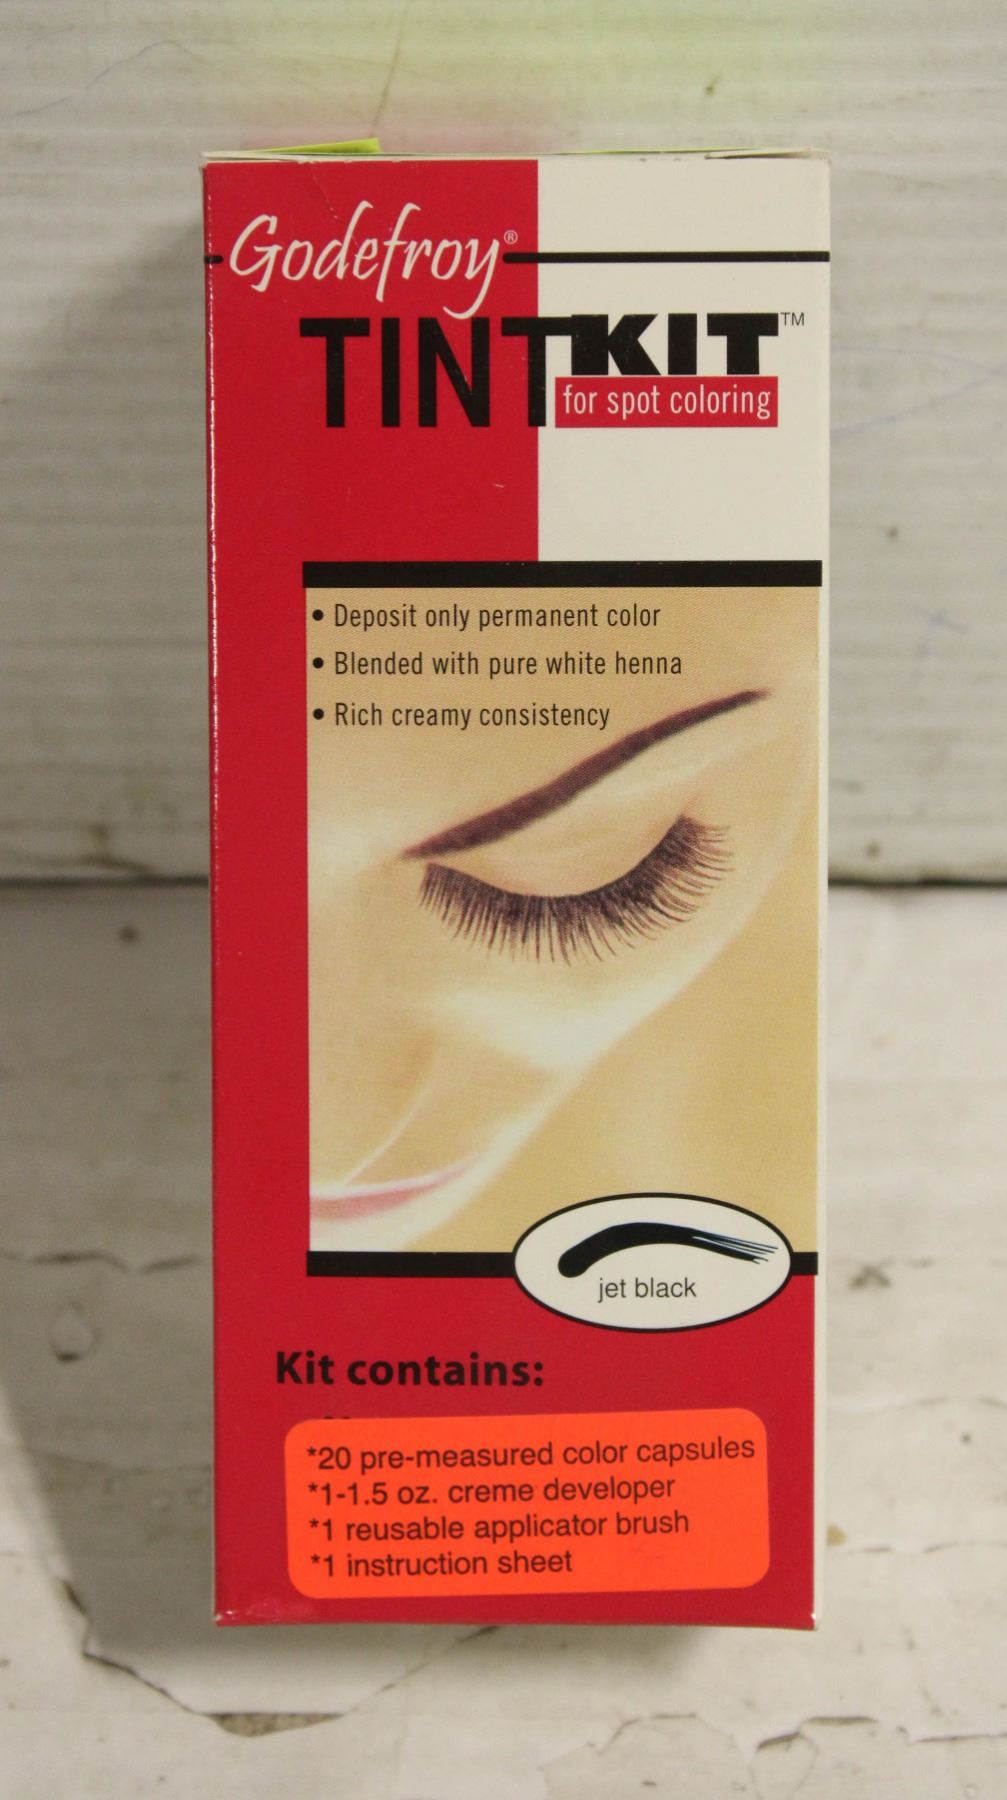 Godefroy®
TINT KIT™
for spot coloring
• Deposit only permanent color
• Blended with pure white henna
• Rich creamy consistency
jet black
Kit contains:
*20 pre-measured color capsules
*1-1.5 oz. creme developer
*1 reusable applicator brush
*1 instruction sheet